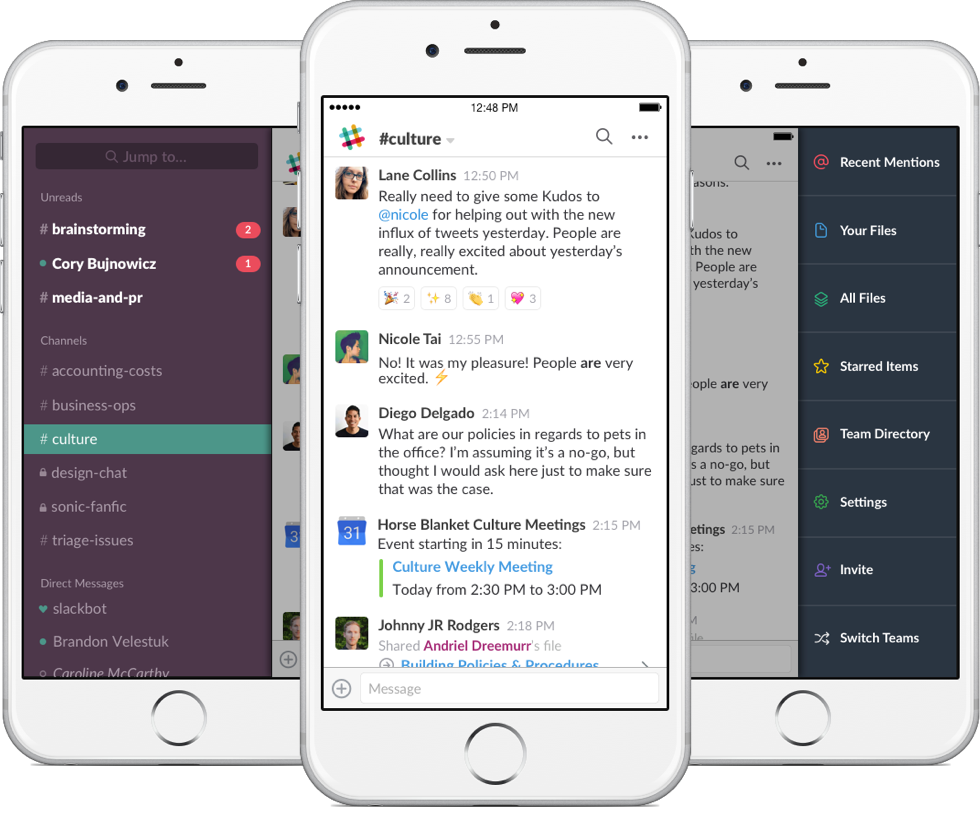 Jump to...
Unreads
# brainstorming 2
Cory Bujnowicz 1
# media-and-pr
Channels
# accounting-costs
# business-ops
# culture
design-chat
sonic-fanfic
# triage-issues
Direct Messages
slackbot
Brandon Velestuk
Caroline McCarthy
3
12:48 PM
#culture
Lane Collins 12:50 PM
Really need to give some Kudos to
@nicole for helping out with the new
influx of tweets yesterday. People are
really, really excited about yesterday's
announcement.
2 8 1 3
Nicole Tai 12:55 PM
No! It was my pleasure! People are very
excited. ⚡
Diego Delgado 2:14 PM
What are our policies in regards to pets in
the office? I'm assuming it's a no-go, but
thought I would ask here just to make sure
that was the case.
31
Horse Blanket Culture Meetings 2:15 PM
Event starting in 15 minutes:
Culture Weekly Meeting
Today from 2:30 PM to 3:00 PM
Johnny JR Rodgers 2:18 PM
Shared Andriel Dreemurr's file
Building Policies & Procedures
Message
asons.
Kudos to
th the new
People are
yesterday's
ople are very
gards to pets in
s a no-go, but
ust to make sure
etings 2:15 PM
es:
g
3:00 PM
M
le
Recent Mentions
Your Files
All Files
Starred Items
Team Directory
Settings
Invite
Switch Teams